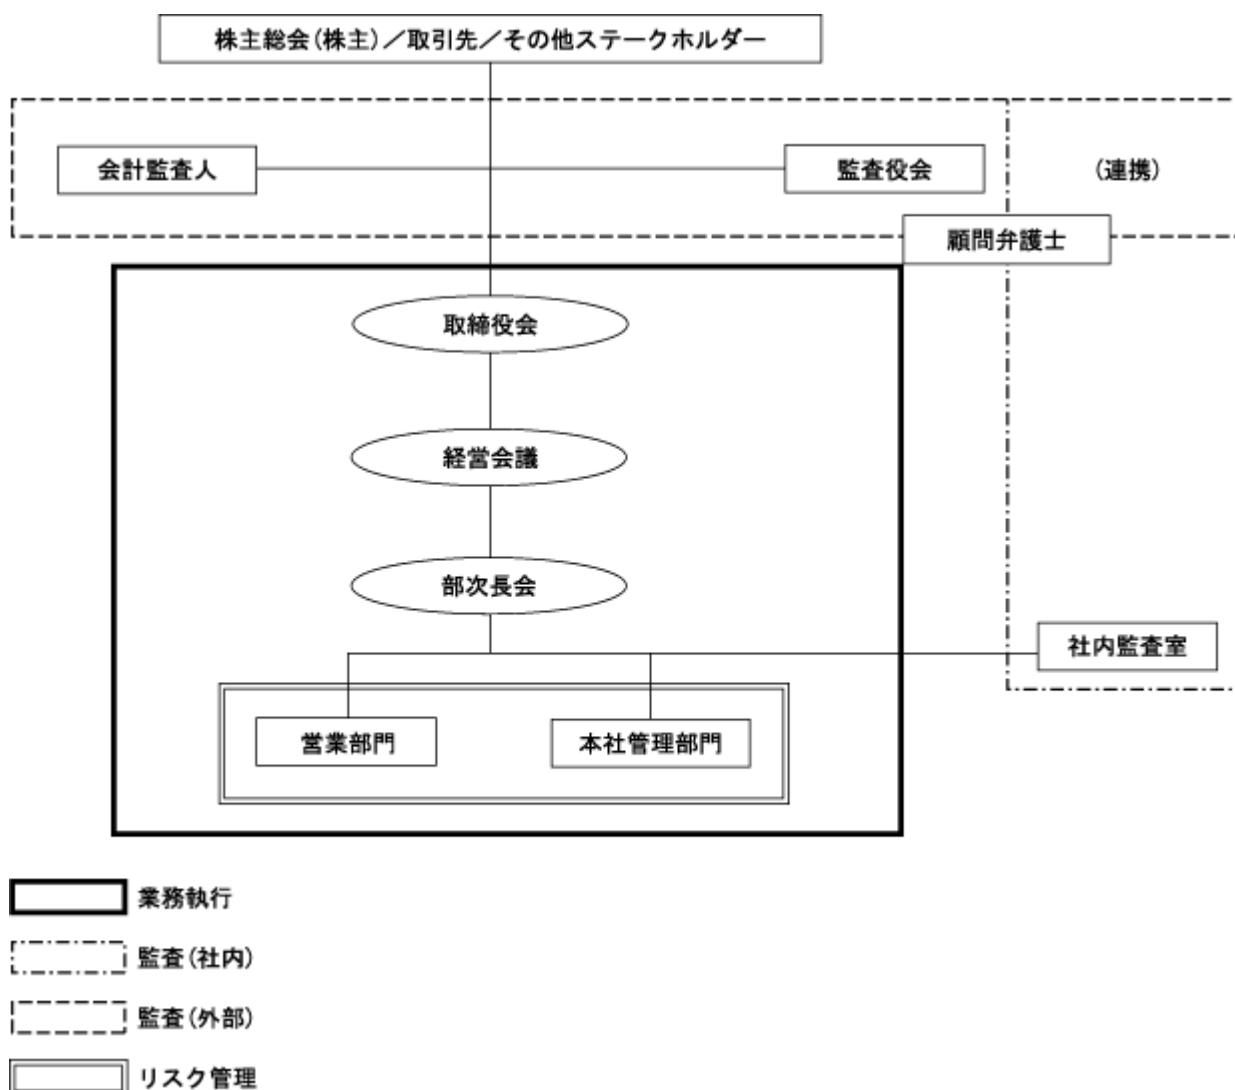 株主総会(株主)/取引先/その他ステークホルダー
会計監査人
監査役会
(連携)
顧問弁護士
取締役会
経営会議
部次長会
社内監査室
営業部門
本社管理部門
業務執行
監査(社内)
監査(外部)
リスク管理